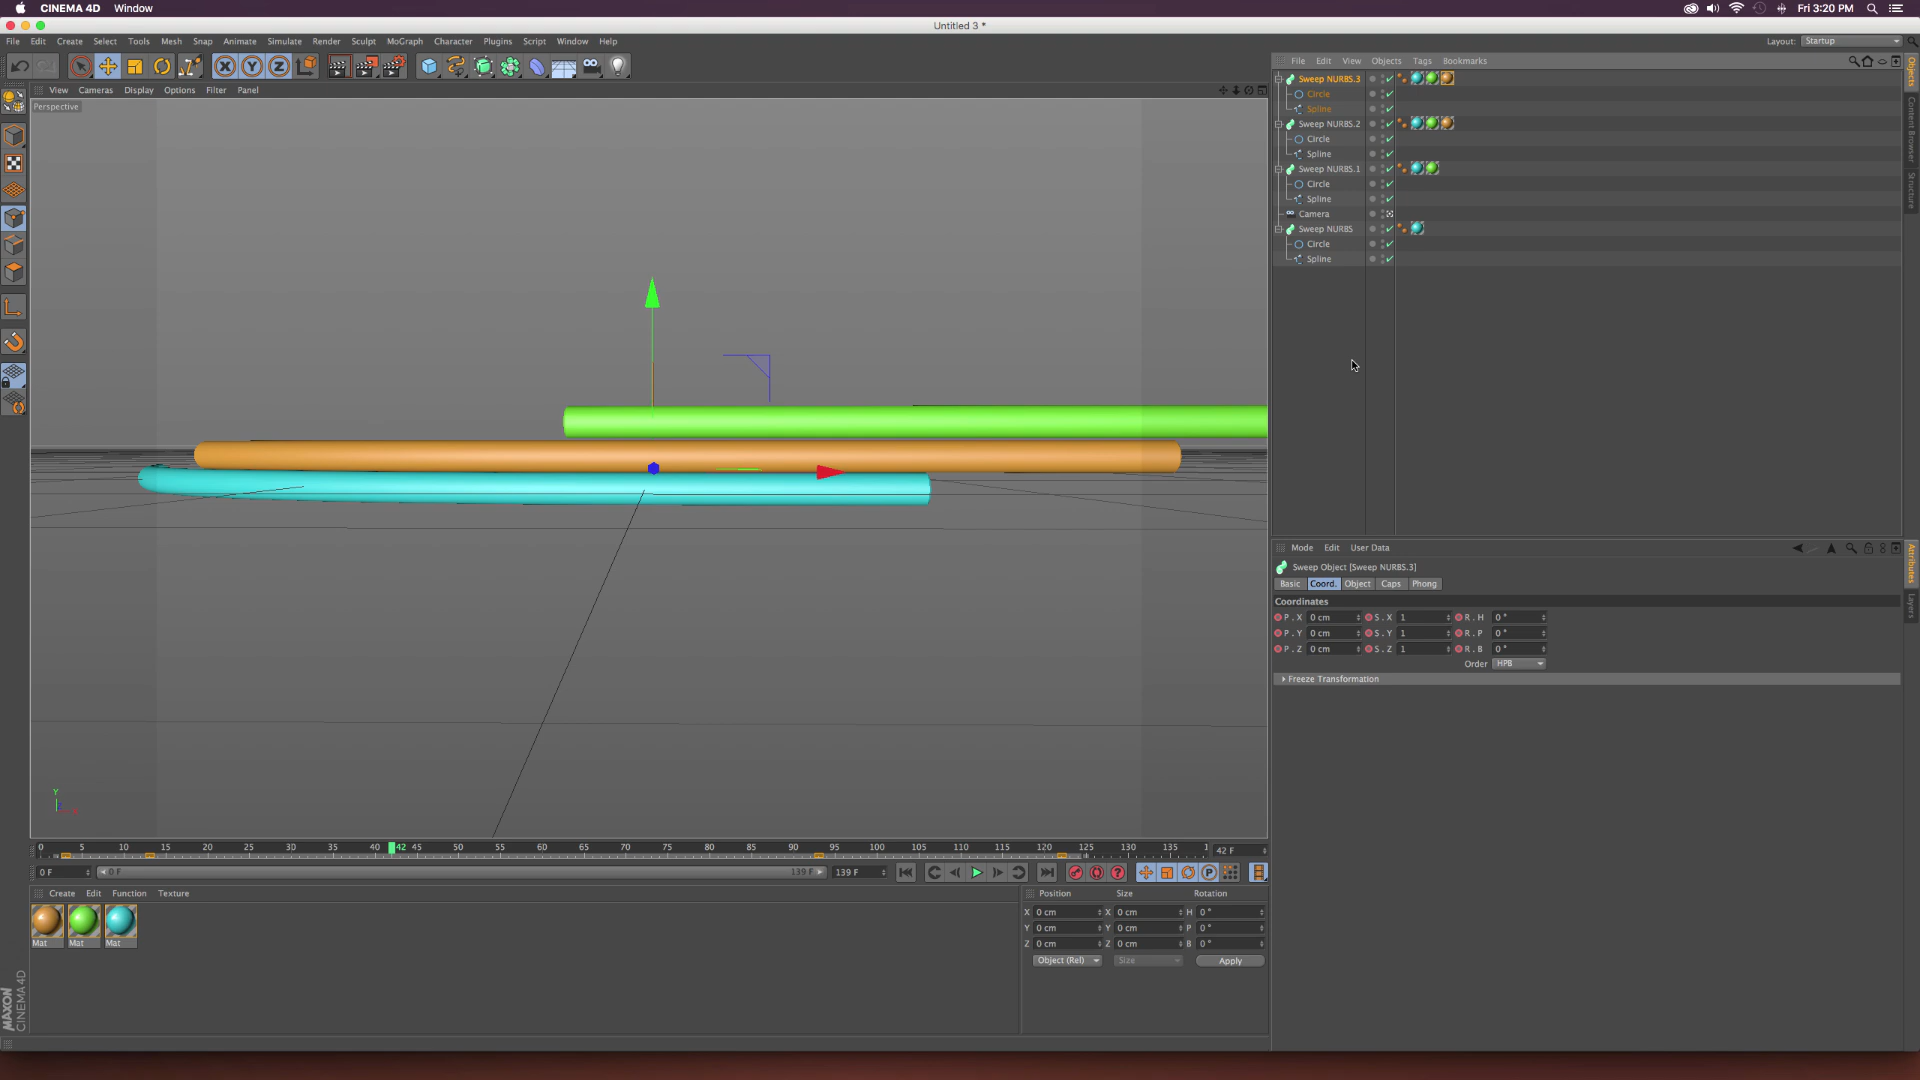 CINEMA 4D Window
Fri 3:20 PM
Untitled 3 *
File Edit Create Select Tools Mesh Snap Animate Simulate Render Sculpt MoGraph Character Plugins Script Window Help
Layout: Startup
View Cameras Display Options Filter Panel
Perspective
File Edit View Objects Tags Bookmarks
Sweep NURBS.3
Circle
Spline
Sweep NURBS.2
Circle
Spline
Sweep NURBS.1
Circle
Spline
Camera
Sweep NURBS
Circle
Spline
Objects
Content Browser
Structure
Mode Edit User Data
Sweep Object [Sweep NURBS.3]
Basic Coord. Object Caps Phong
Coordinates
P . X 0 cm S . X 1 R . H 0 °
P . Y 0 cm S . Y 1 R . P 0 °
P . Z 0 cm S . Z 1 R . B 0 °
Order HPB
Freeze Transformation
Attributes
Layers
Y
0 5 10 15 20 25 30 35 40 42 45 50 55 60 65 70 75 80 85 90 95 100 105 110 115 120 125 130 135
42 F
0 F 0 F 139 F 139 F
Create Edit Function Texture
Mat Mat Mat
Position Size Rotation
X 0 cm X 0 cm H 0 °
Y 0 cm Y 0 cm P 0 °
Z 0 cm Z 0 cm B 0 °
Object (Rel) Size Apply
MAXON
CINEMA 4D